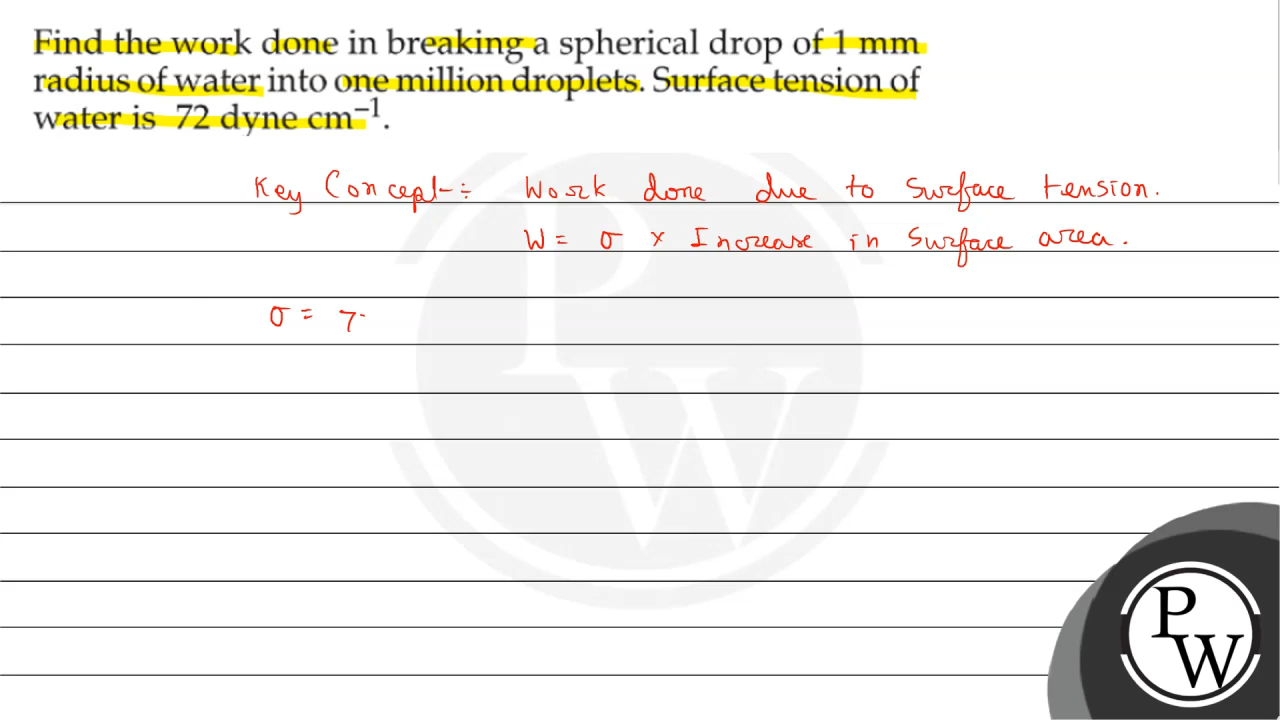 Find the work done in breaking a spherical drop of 1 mm
radius of water into one million droplets. Surface tension of
water is 72 dyne cm⁻¹.
Key Concept :- Work done due to surface tension.
W = σ × Increase in surface area.
σ = 7
P
W
P
W